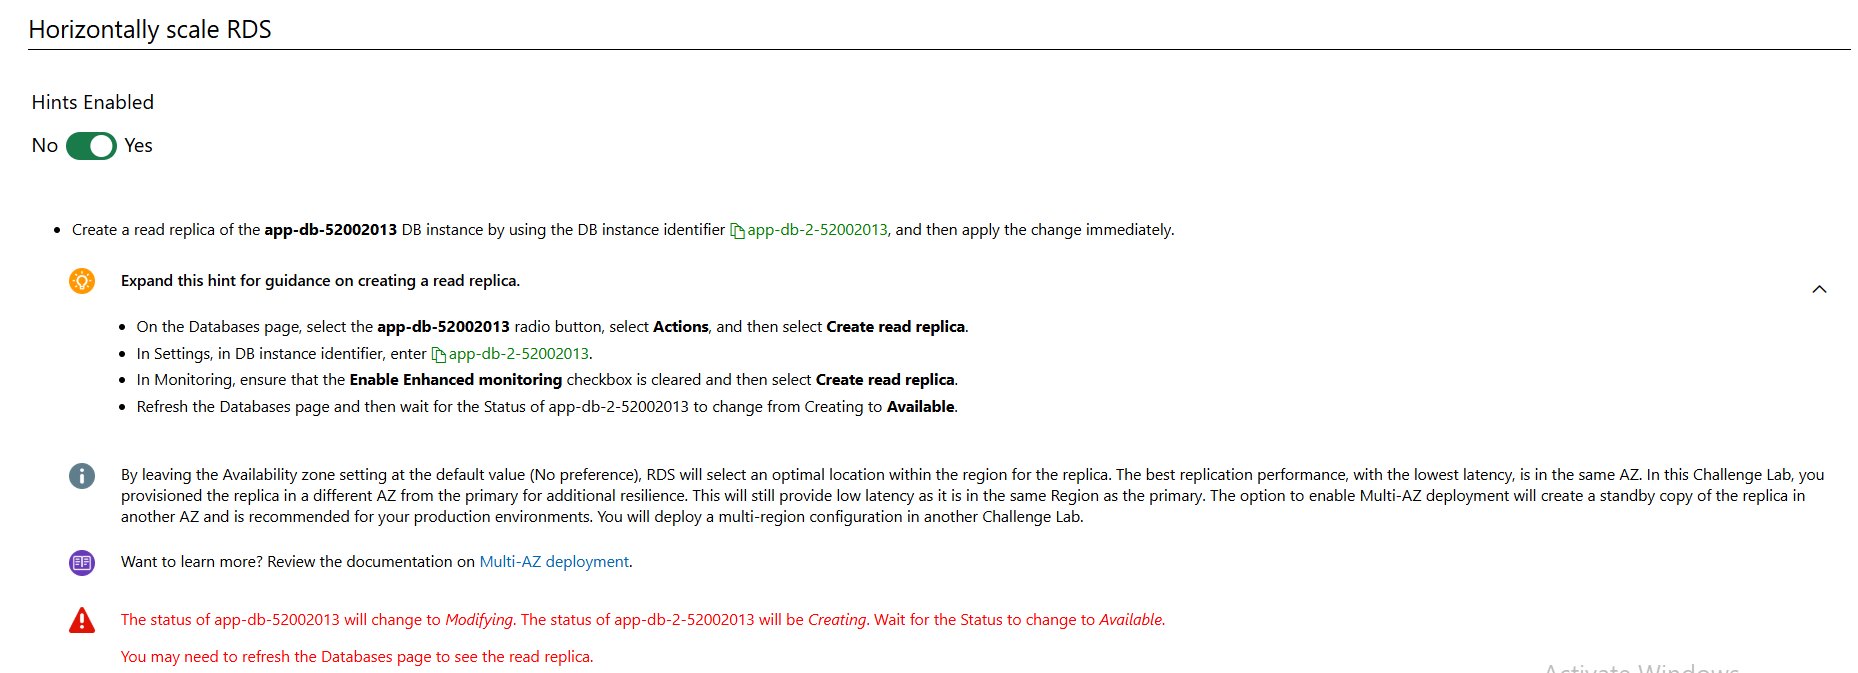 Horizontally scale RDS
Hints Enabled
No Yes
Create a read replica of the app-db-52002013 DB instance by using the DB instance identifier app-db-2-52002013, and then apply the change immediately.
Expand this hint for guidance on creating a read replica.
On the Databases page, select the app-db-52002013 radio button, select Actions, and then select Create read replica.
In Settings, in DB instance identifier, enter app-db-2-52002013.
In Monitoring, ensure that the Enable Enhanced monitoring checkbox is cleared and then select Create read replica.
Refresh the Databases page and then wait for the Status of app-db-2-52002013 to change from Creating to Available.
By leaving the Availability zone setting at the default value (No preference), RDS will select an optimal location within the region for the replica. The best replication performance, with the lowest latency, is in the same AZ. In this Challenge Lab, you
provisioned the replica in a different AZ from the primary for additional resilience. This will still provide low latency as it is in the same Region as the primary. The option to enable Multi-AZ deployment will create a standby copy of the replica in
another AZ and is recommended for your production environments. You will deploy a multi-region configuration in another Challenge Lab.
Want to learn more? Review the documentation on Multi-AZ deployment.
The status of app-db-52002013 will change to Modifying. The status of app-db-2-52002013 will be Creating. Wait for the Status to change to Available.
You may need to refresh the Databases page to see the read replica.
Activate Windows